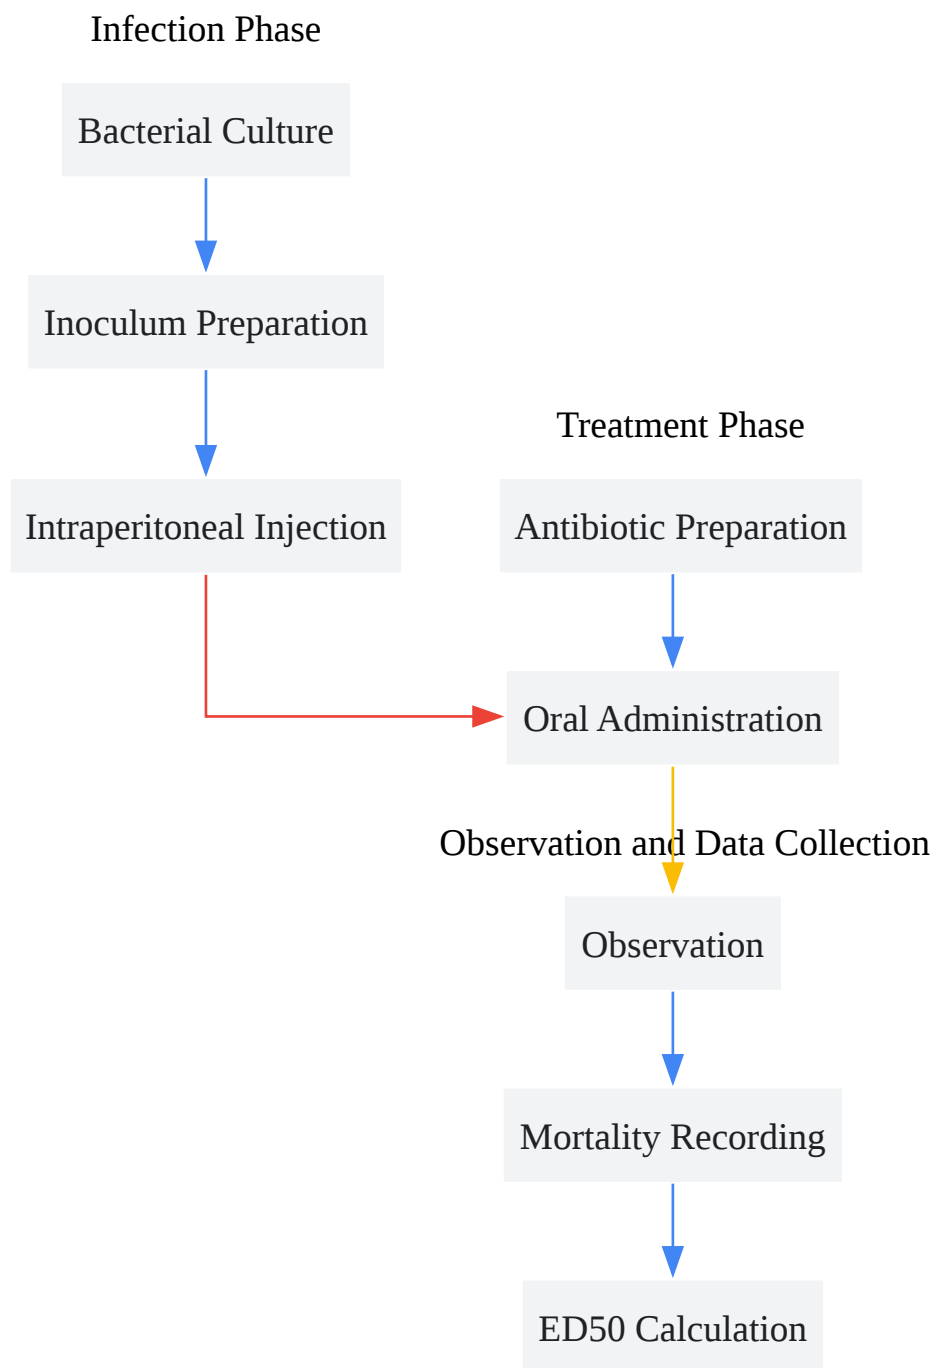 Infection Phase
Bacterial Culture
Inoculum Preparation
Intraperitoneal Injection
Treatment Phase
Antibiotic Preparation
Oral Administration
Observation and Data Collection
Observation
Mortality Recording
ED50 Calculation